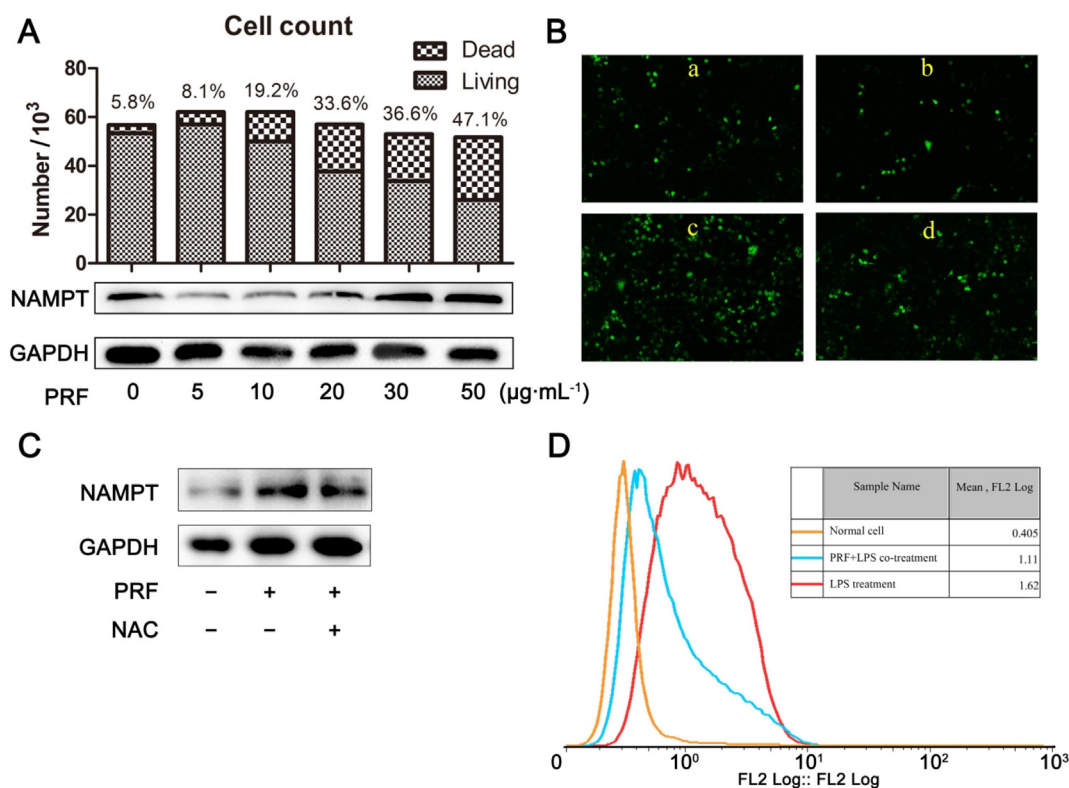 A
Cell count
Dead
Living
80
60
40
20
0
Number / 10³
5.8%
8.1%
19.2%
33.6%
36.6%
47.1%
NAMPT
GAPDH
PRF
0 5 10 20 30 50 (μg·mL⁻¹)
B
a
b
c
d
C
NAMPT
GAPDH
PRF - + +
NAC - - +
D
Sample Name Mean , FL2 Log
Normal cell 0.405
PRF+LPS co-treatment 1.11
LPS treatment 1.62
0 10⁰ 10¹ 10² 10³
FL2 Log:: FL2 Log